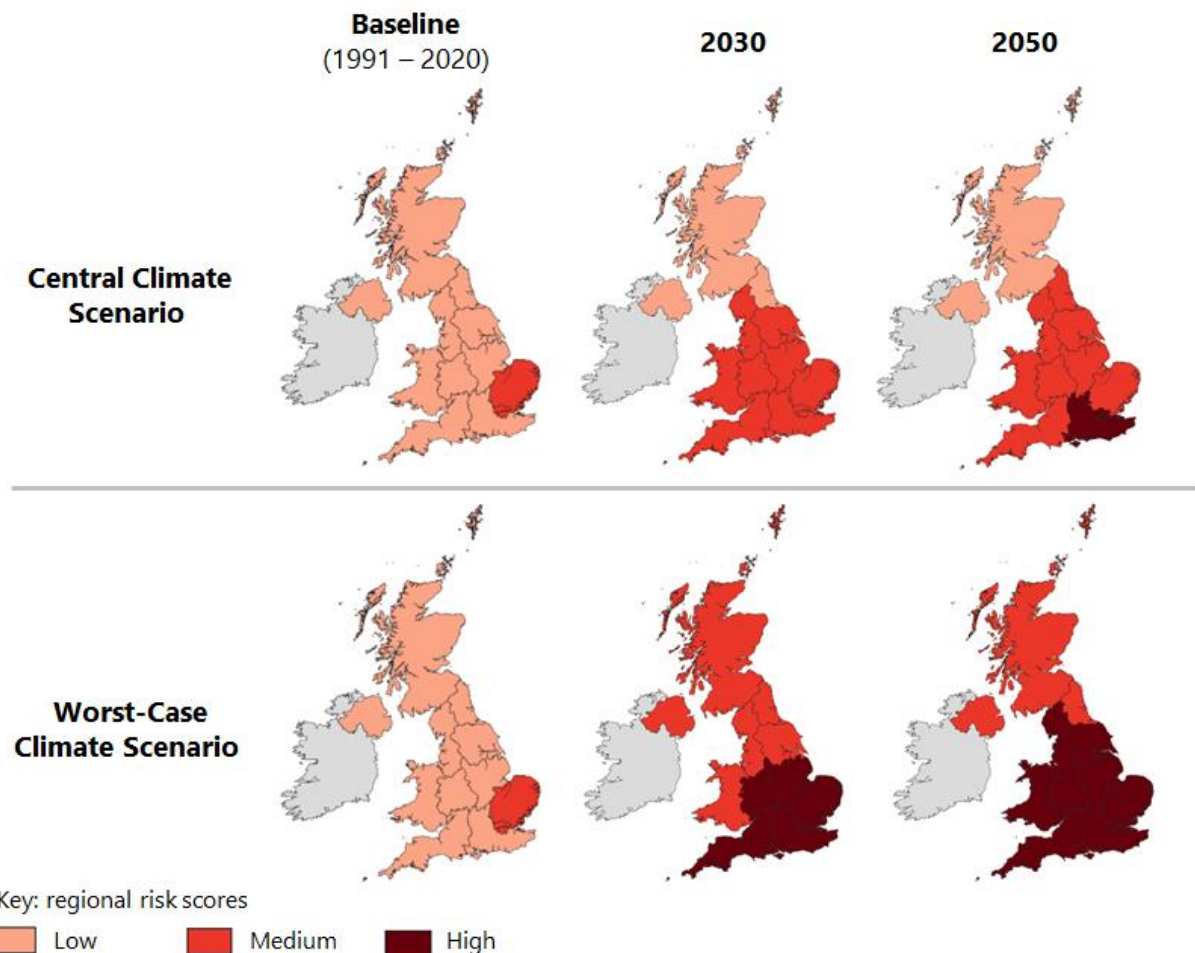 Baseline
(1991 – 2020)
2030
2050
Central Climate
Scenario
Worst-Case
Climate Scenario
Key: regional risk scores
Low
Medium
High